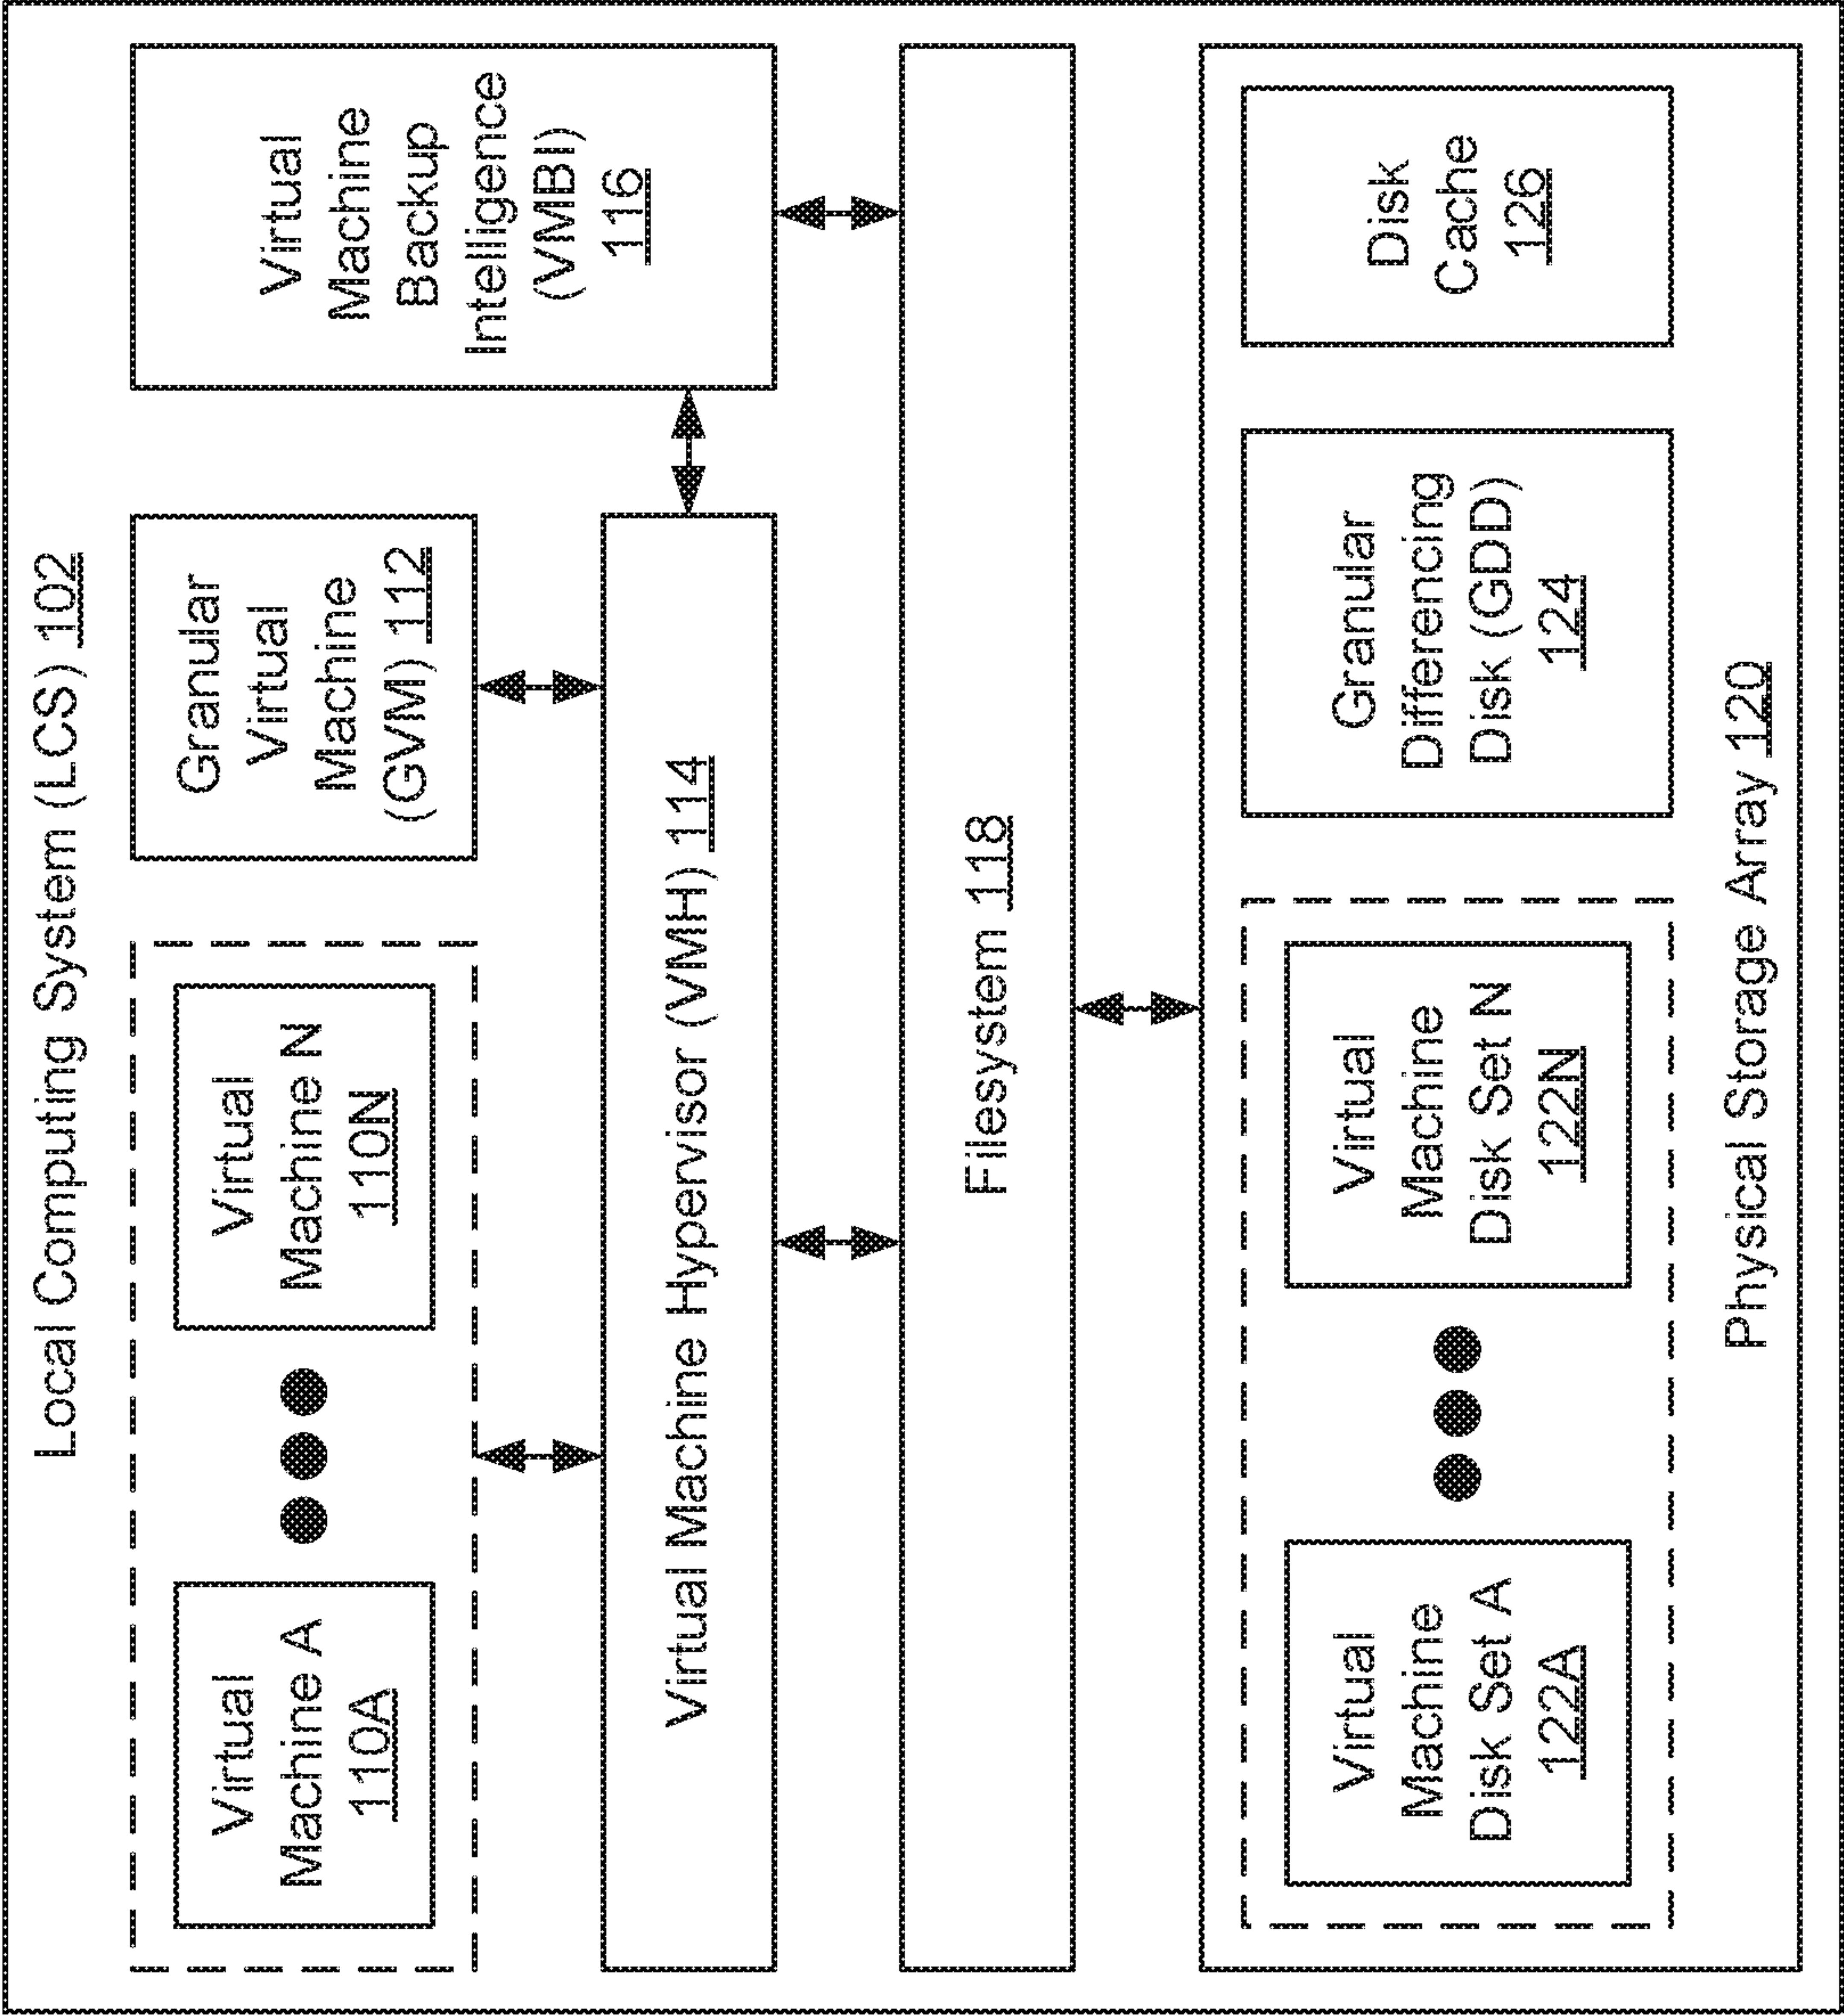 Local Computing System (LCS) 102
Virtual
Machine A
110A
Virtual
Machine N
110N
Granular
Virtual
Machine
(GVM) 112
Virtual
Machine
Backup
Intelligence
(VMBI)
116
Virtual Machine Hypervisor (VMH) 114
Filesystem 118
Virtual
Machine
Disk Set A
122A
Virtual
Machine
Disk Set N
122N
Granular
Differencing
Disk (GDD)
124
Disk
Cache
126
Physical Storage Array 120